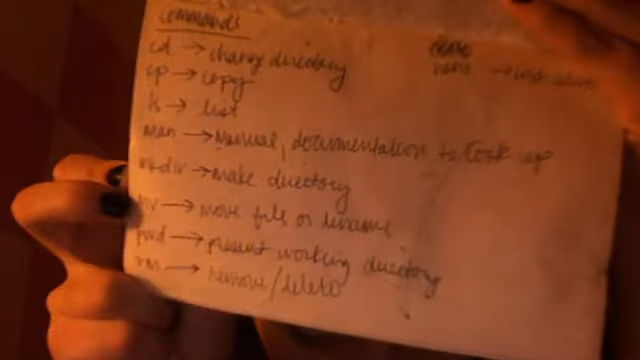 commands
cd → change directory
cp → copy
ls → list
man → Manual, documentation to look up
mkdir → make directory
mv → move file or rename
pwd → present working directory
rm → remove/delete